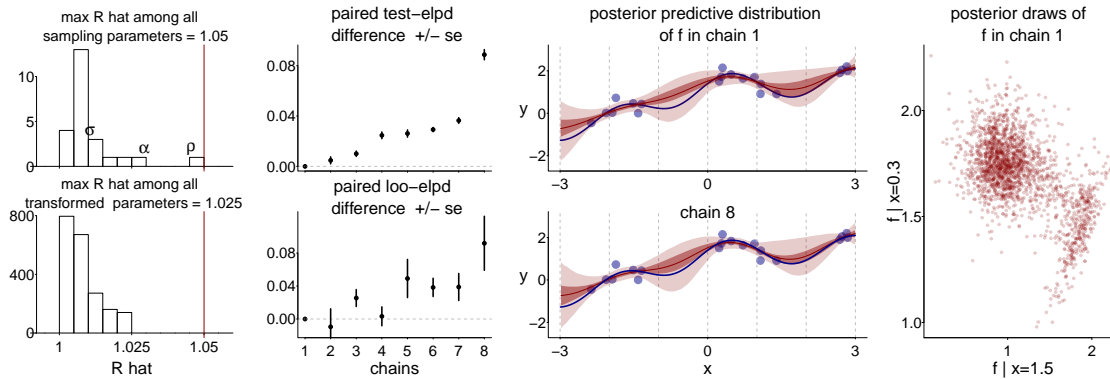 max R hat among all
sampling parameters = 1.05
10
5
0
σ
α
ρ
max R hat among all
transformed parameters = 1.025
800
400
0
1
1.025
1.05
R hat
paired test−elpd
difference +/− se
0.08
0.04
0.00
paired loo−elpd
difference +/− se
0.08
0.04
0.00
1 2 3 4 5 6 7 8
chains
posterior predictive distribution
of f in chain 1
y
2
0
−2
−3 0 3
chain 8
y
2
0
−2
−3 0 3
x
posterior draws of
f in chain 1
f | x=0.3
2.0
1.5
1.0
0 1 2
f | x=1.5